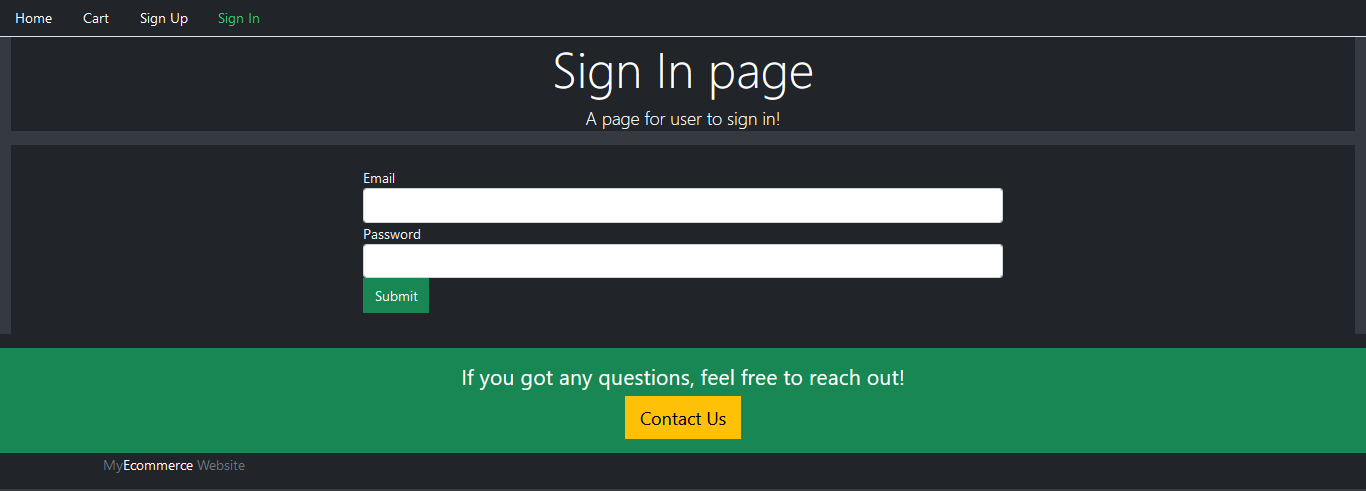 Home Cart Sign Up Sign In
Sign In page
A page for user to sign in!
Email
Password
Submit
If you got any questions, feel free to reach out!
Contact Us
MyEcommerce Website